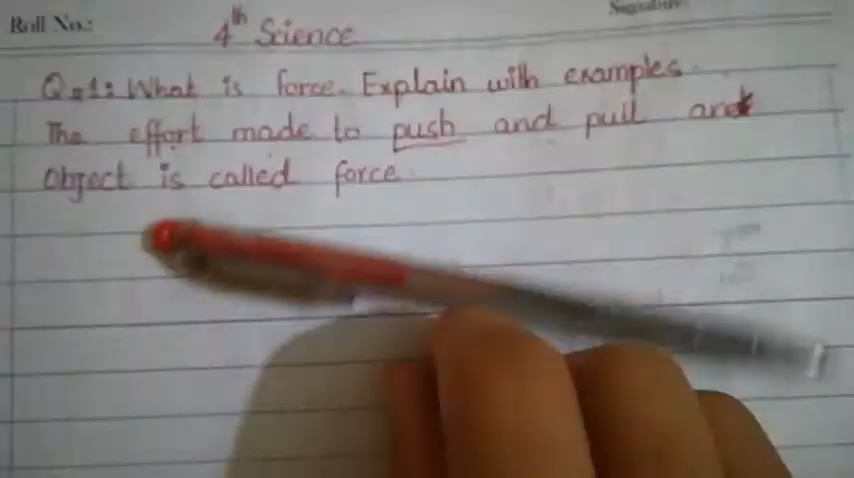 Roll No.:
Signature
4th Science
Q.1: What is force. Explain with examples.
The effort made to push and pull and
object is called force.